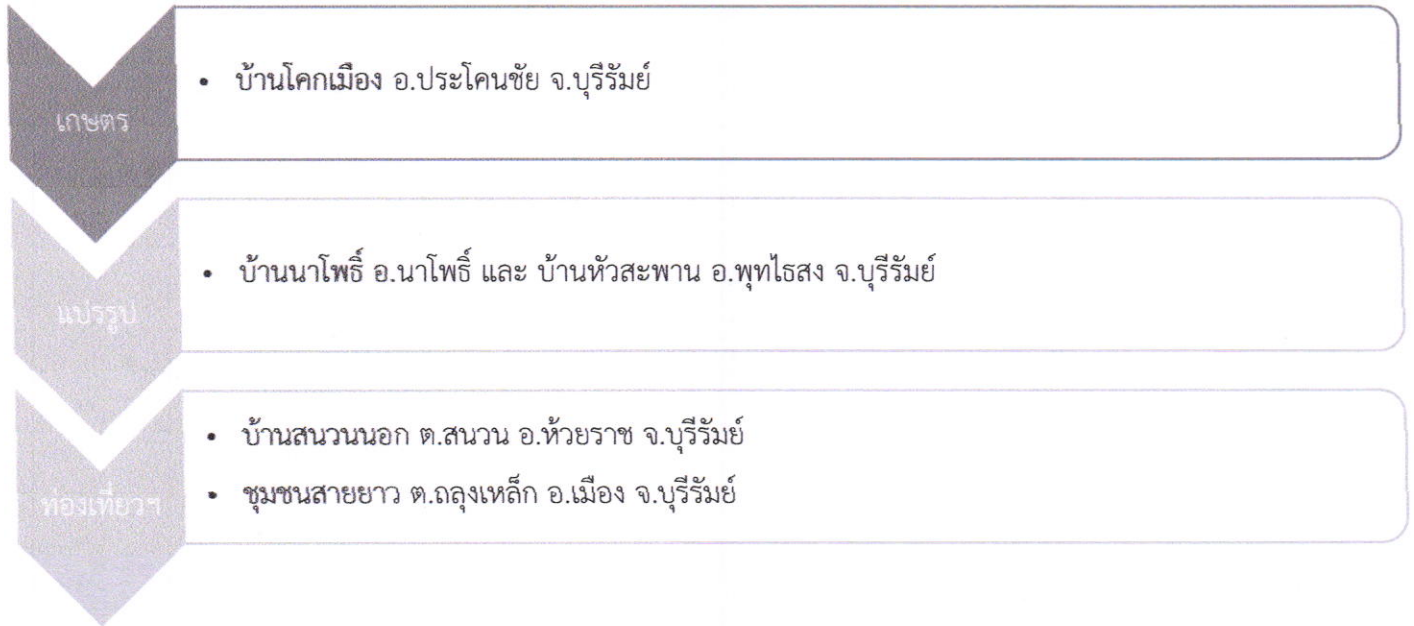 เกษตร
• บ้านโคกเมือง อ.ประโคนชัย จ.บุรีรัมย์
แปรรูป
• บ้านนาโพธิ์ อ.นาโพธิ์ และ บ้านหัวสะพาน อ.พุทไธสง จ.บุรีรัมย์
ท่องเที่ยวฯ
• บ้านสนวนนอก ต.สนวน อ.ห้วยราช จ.บุรีรัมย์
• ชุมชนสายยาว ต.ถลุงเหล็ก อ.เมือง จ.บุรีรัมย์